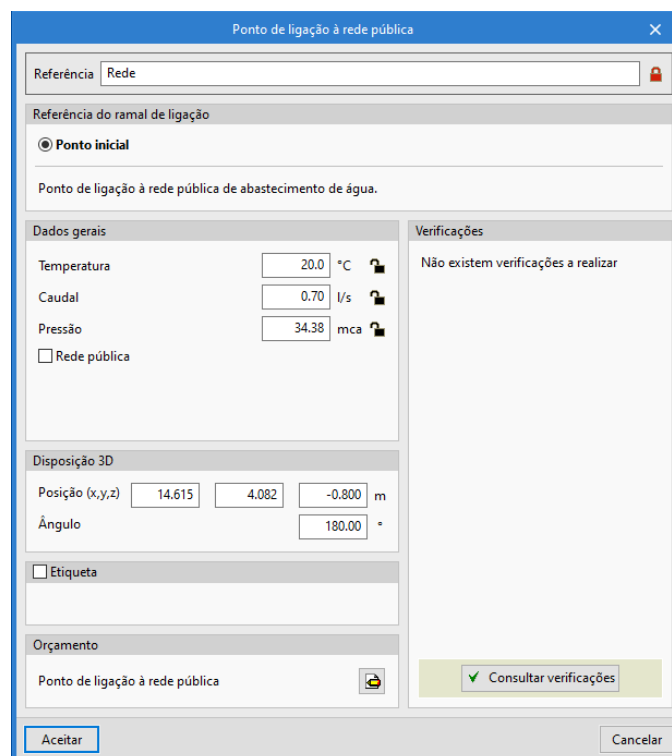 Ponto de ligação à rede pública
Referência Rede
Referência do ramal de ligação
Ponto inicial
Ponto de ligação à rede pública de abastecimento de água.
Dados gerais
Temperatura 20.0 °C
Caudal 0.70 l/s
Pressão 34.38 mca
Rede pública
Verificações
Não existem verificações a realizar
Disposição 3D
Posição (x,y,z) 14.615 4.082 -0.800 m
Ângulo 180.00 °
Etiqueta
Orçamento
Ponto de ligação à rede pública
Consultar verificações
Aceitar Cancelar